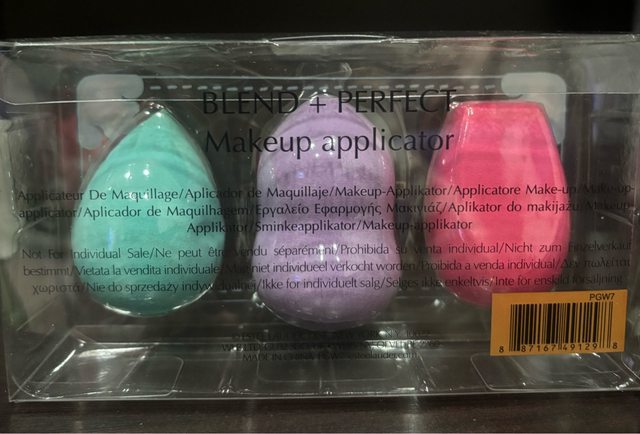 BLEND + PERFECT
Makeup applicator
Applicateur De Maquillage/Aplicador de Maquillaje/Makeup-Applikator/Applicatore Make-up/Make-up
applicator/Aplicador de Maquilhagem/Εργαλείο Εφαρμογής Μακιγιάζ/Aplikator do makijażu/Makeup
Applikator/Sminkeapplikator/Makeup-applikator
Not For Individual Sale/Ne peut être vendu séparément/Prohibida su venta individual/Nicht zum Einzelverkauf
bestimmt/Vietata la vendita individuale/Mag niet individueel verkocht worden/Proibida a venda individual/Δεν πωλείται
χωριστά/Nie do sprzedaży indywidualnej/Ikke for individuelt salg/Selges ikke enkeltvis/Inte för enskild försäljning
MADE IN CHINA esteelauder.com
PGW7
8 87167 49129 8